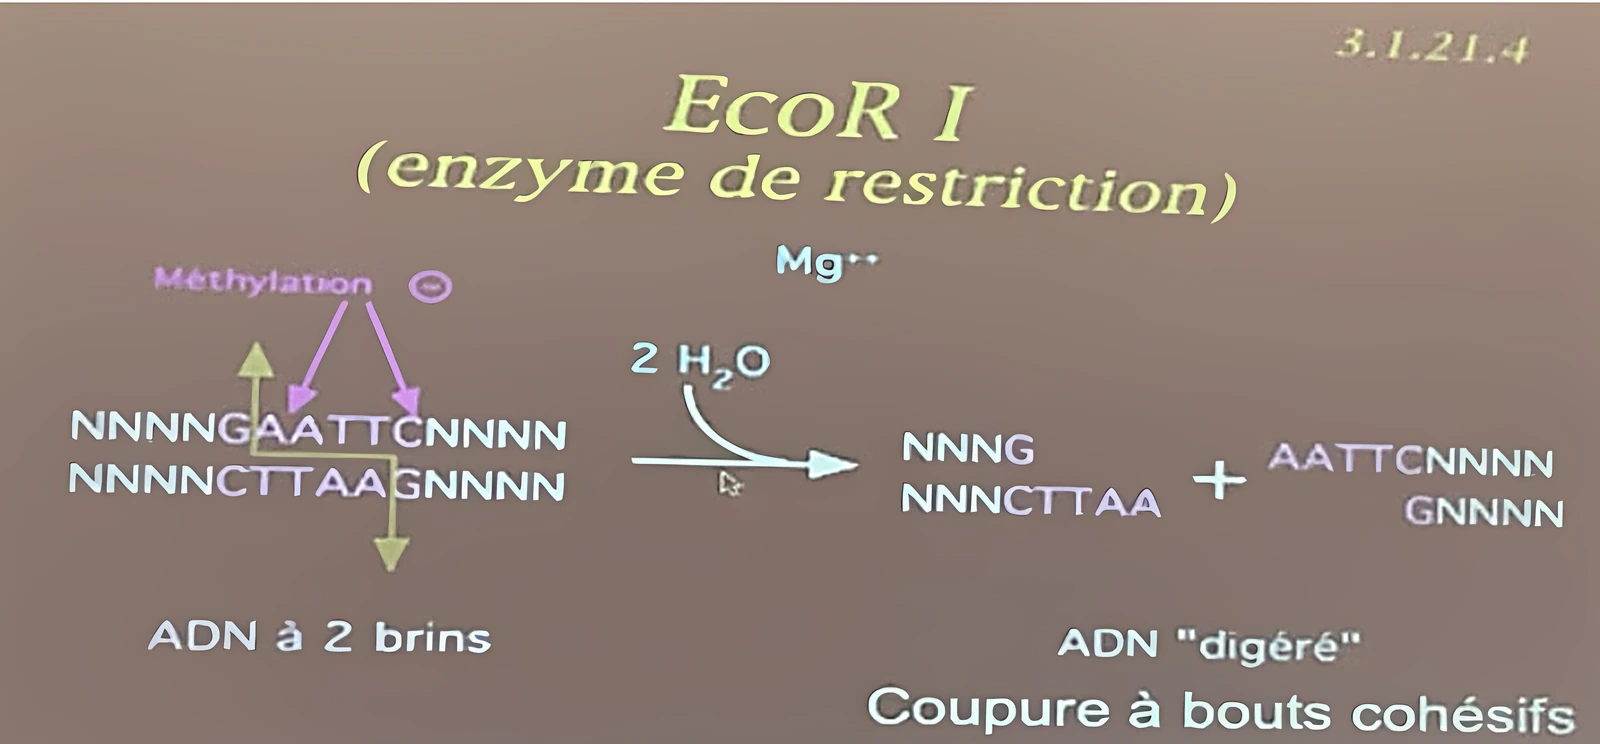 3.1.21.4
EcoR I
(enzyme de restriction)
Mg++
Méthylation ⊖
2 H₂O
NNNNGAATTCNNNN
NNNNCTTAAGNNNN
NNNG
NNNCTTAA
+
AATTCNNNN
GNNNN
ADN à 2 brins
ADN "digéré"
Coupure à bouts cohésifs